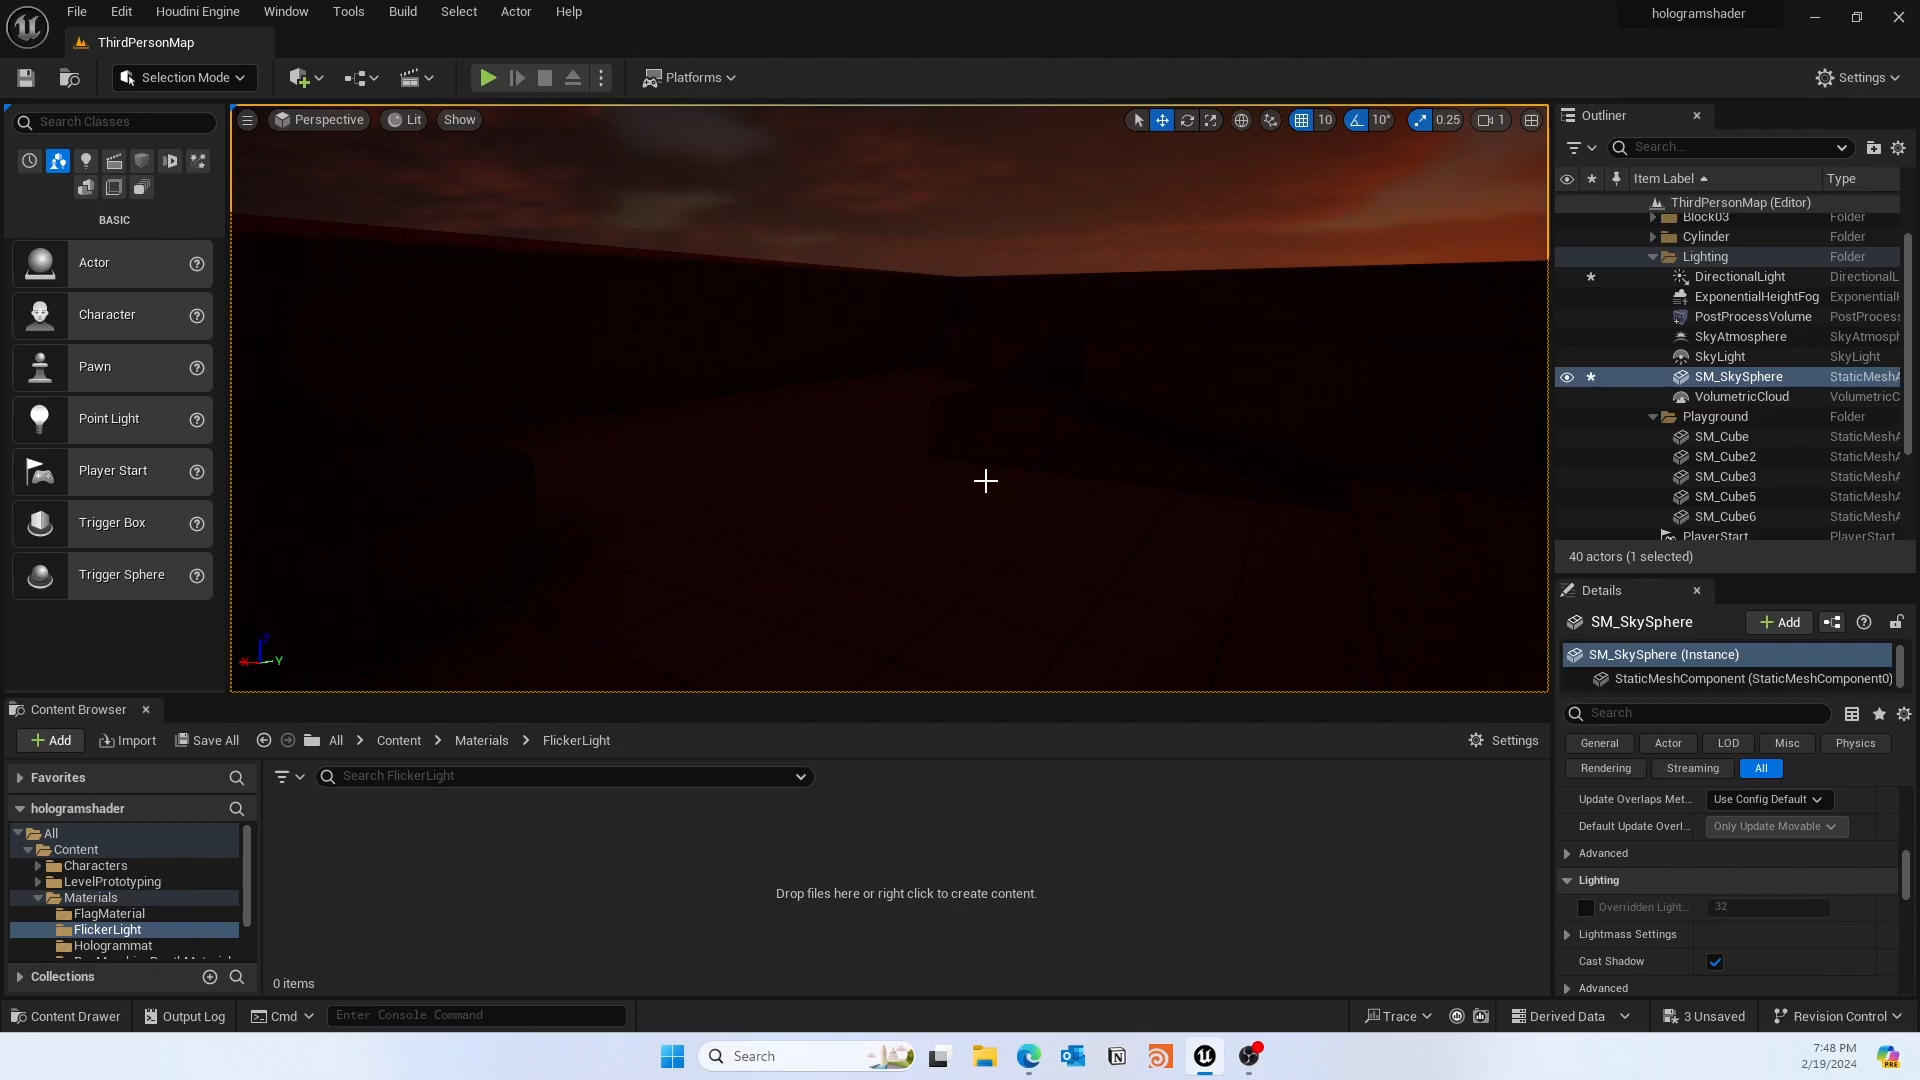 File Edit Houdini Engine Window Tools Build Select Actor Help
hologramshader
ThirdPersonMap
Selection Mode
Platforms
Settings
Search Classes
BASIC
Actor
Character
Pawn
Point Light
Player Start
Trigger Box
Trigger Sphere
Perspective Lit Show
10 10° 0.25 1
X Y
Outliner
Search...
Item Label Type
ThirdPersonMap (Editor)
Block03 Folder
Cylinder Folder
Lighting Folder
DirectionalLight DirectionalL
ExponentialHeightFog Exponential
PostProcessVolume PostProcess
SkyAtmosphere SkyAtmosph
SkyLight SkyLight
SM_SkySphere StaticMeshA
VolumetricCloud VolumetricC
Playground Folder
SM_Cube StaticMeshA
SM_Cube2 StaticMeshA
SM_Cube3 StaticMeshA
SM_Cube5 StaticMeshA
SM_Cube6 StaticMeshA
PlayerStart PlayerStart
40 actors (1 selected)
Details
SM_SkySphere
Add
SM_SkySphere (Instance)
StaticMeshComponent (StaticMeshComponent0)
Search
General Actor LOD Misc Physics
Rendering Streaming All
Update Overlaps Met... Use Config Default
Default Update Overl... Only Update Movable
Advanced
Lighting
Overridden Light... 32
Lightmass Settings
Cast Shadow
Advanced
Content Browser
Add Import Save All All > Content > Materials > FlickerLight
Settings
Favorites
Search FlickerLight
hologramshader
All
Content
Characters
LevelPrototyping
Materials
FlagMaterial
FlickerLight
Hologrammat
Collections
Drop files here or right click to create content.
0 items
Content Drawer Output Log Cmd Enter Console Command
Trace Derived Data 3 Unsaved Revision Control
Search
7:48 PM
2/19/2024
PRE